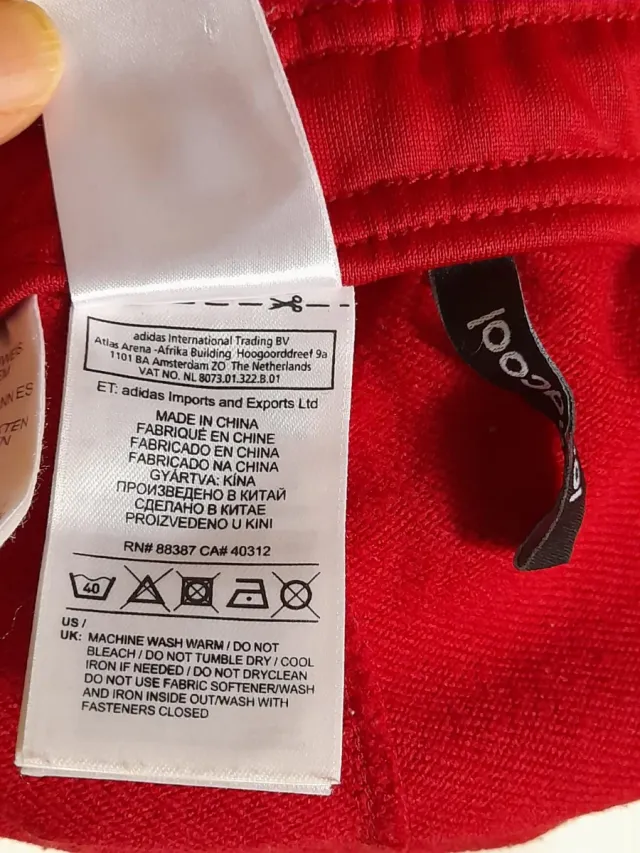 adidas International Trading BV
Atlas Arena -Afrika Building Hoogoorddreef 9a
1101 BA Amsterdam ZO The Netherlands
VAT NO. NL 8073.01.322.B.01
ET: adidas Imports and Exports Ltd
MADE IN CHINA
FABRIQUÉ EN CHINE
FABRICADO EN CHINA
FABRICADO NA CHINA
GYÁRTVA: KÍNA
ПРОИЗВЕДЕНО В КИТАЙ
СДЕЛАНО В КИТАЕ
PROIZVEDENO U KINI
RN# 88387 CA# 40312
40
US /
UK: MACHINE WASH WARM / DO NOT
BLEACH / DO NOT TUMBLE DRY / COOL
IRON IF NEEDED / DO NOT DRYCLEAN
DO NOT USE FABRIC SOFTENER/WASH
AND IRON INSIDE OUT/WASH WITH
FASTENERS CLOSED